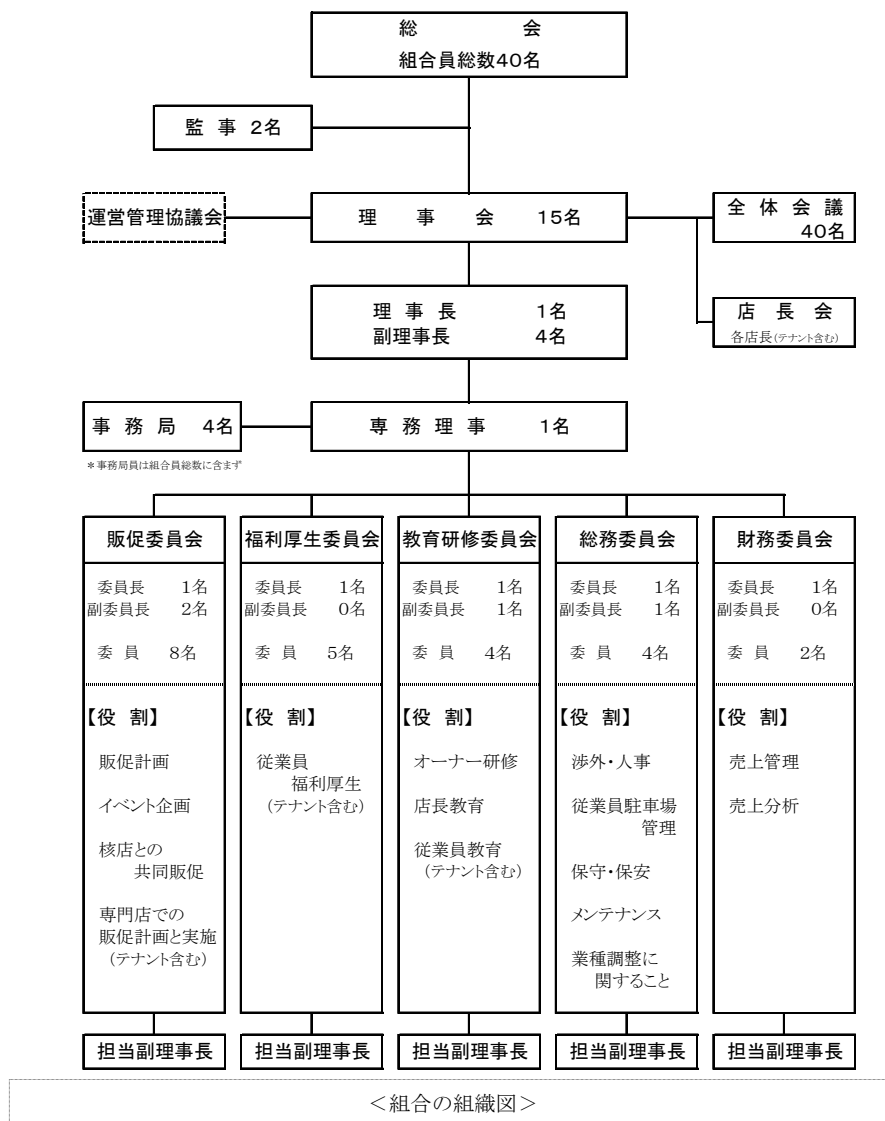 総 会
組合員総数40名
監 事 2名
運営管理協議会
理 事 会 15名
全 体 会 議
40名
理 事 長 1名
副理事長 4名
店 長 会
各店長(テナント含む)
事 務 局 4名
専 務 理 事 1名
＊事務局員は組合員総数に含まず
販促委員会
委員長 1名
副委員長 2名
委 員 8名
【役 割】
販促計画
イベント企画
核店との
共同販促
専門店での
販促計画と実施
(テナント含む)
担当副理事長
福利厚生委員会
委員長 1名
副委員長 0名
委 員 5名
【役 割】
従業員
福利厚生
(テナント含む)
担当副理事長
教育研修委員会
委員長 1名
副委員長 1名
委 員 4名
【役 割】
オーナー研修
店長教育
従業員教育
(テナント含む)
担当副理事長
総務委員会
委員長 1名
副委員長 1名
委 員 4名
【役 割】
渉外・人事
従業員駐車場
管理
保守・保安
メンテナンス
業種調整に
関すること
担当副理事長
財務委員会
委員長 1名
副委員長 0名
委 員 2名
【役 割】
売上管理
売上分析
担当副理事長
＜組合の組織図＞